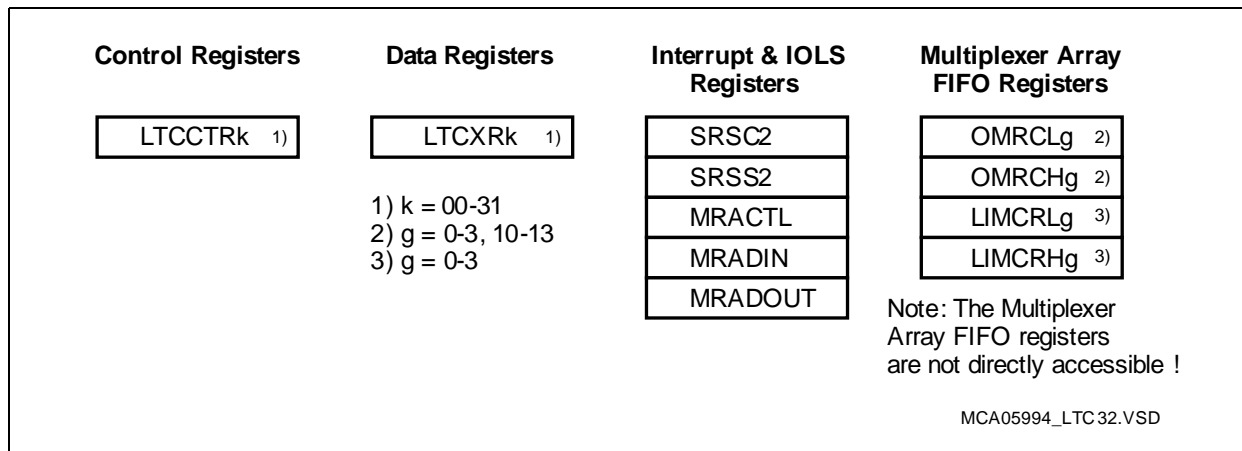 Control Registers
LTCCTRk 1)
Data Registers
LTCXRk 1)
1) k = 00-31
2) g = 0-3, 10-13
3) g = 0-3
Interrupt & IOLS
Registers
SRSC2
SRSS2
MRACTL
MRADIN
MRADOUT
Multiplexer Array
FIFO Registers
OMRCLg 2)
OMRCHg 2)
LIMCRLg 3)
LIMCRHg 3)
Note: The Multiplexer
Array FIFO registers
are not directly accessible !
MCA05994_LTC32.VSD